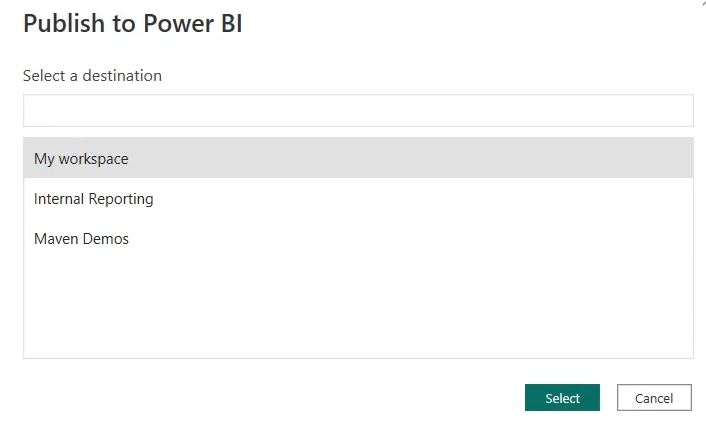 Publish to Power BI
Select a destination
My workspace
Internal Reporting
Maven Demos
Select Cancel